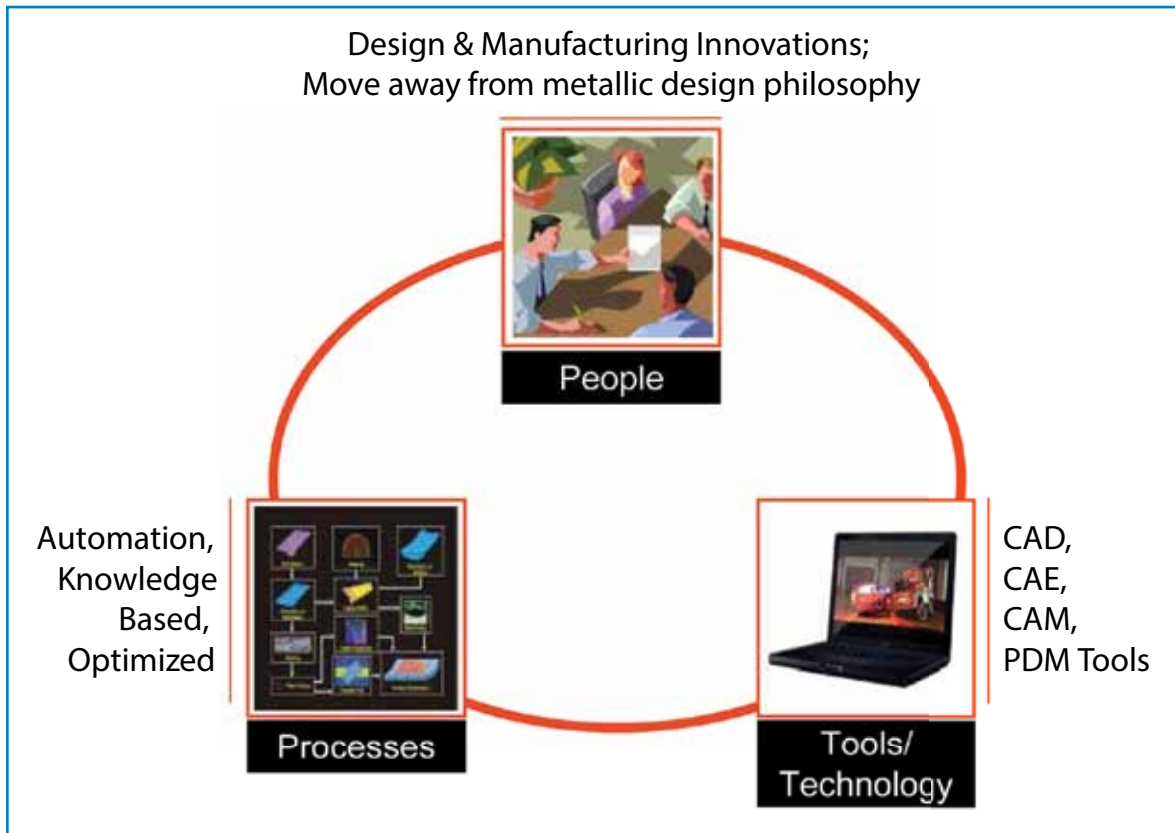 Design & Manufacturing Innovations;
Move away from metallic design philosophy
People
Automation,
Knowledge
Based,
Optimized
Processes
CAD,
CAE,
CAM,
PDM Tools
Tools/
Technology